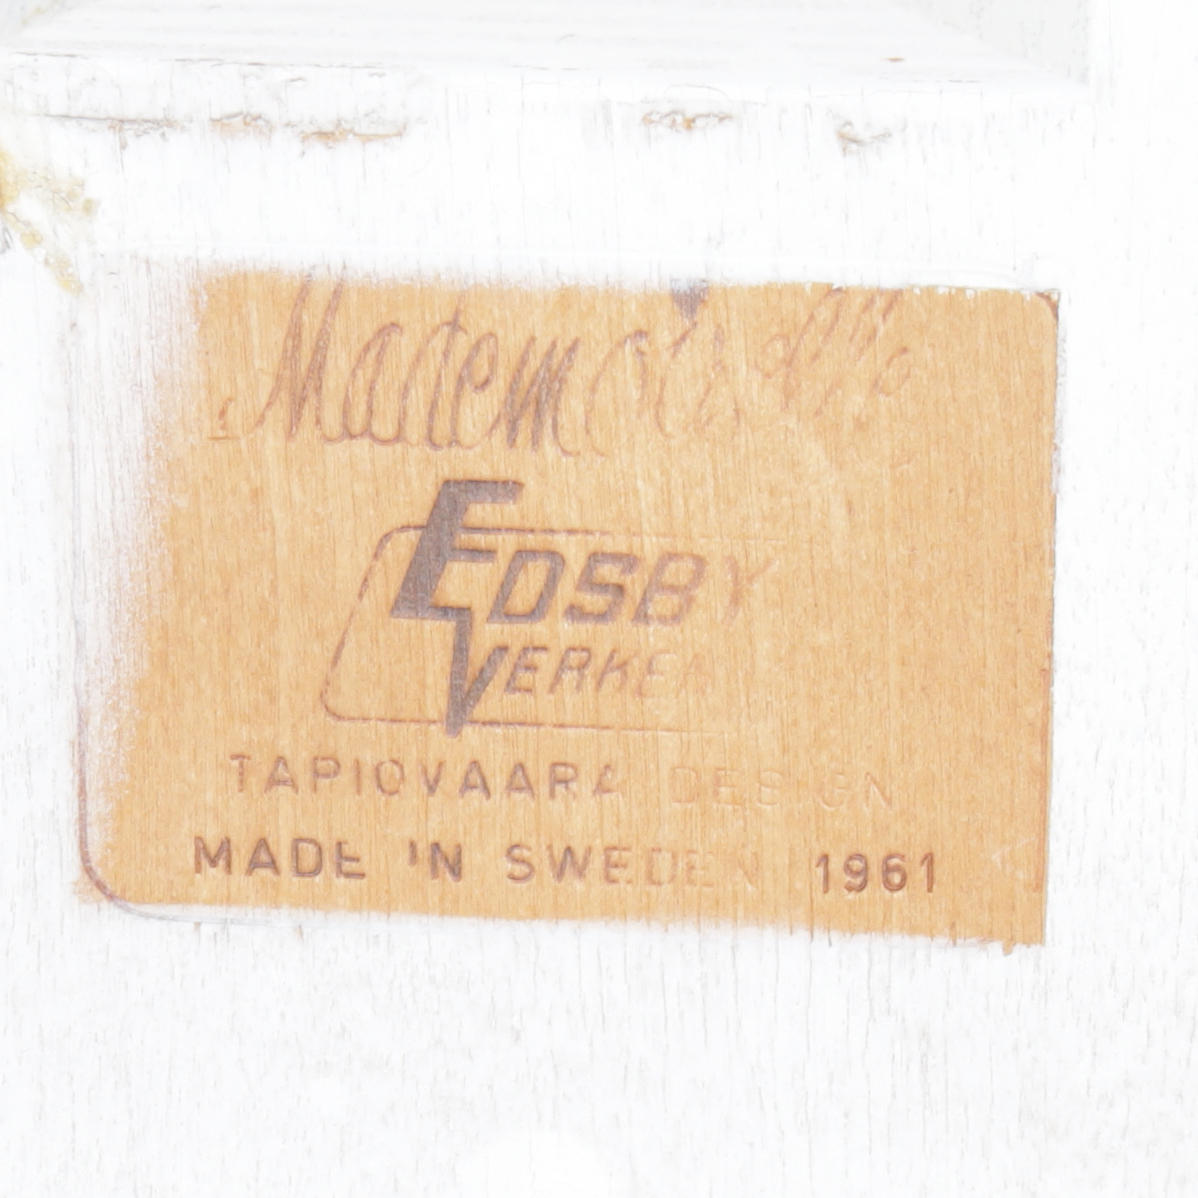 Mademoiselle
EDSBY
VERKEN
TAPIOVAARA DESIGN
MADE IN SWEDEN 1961